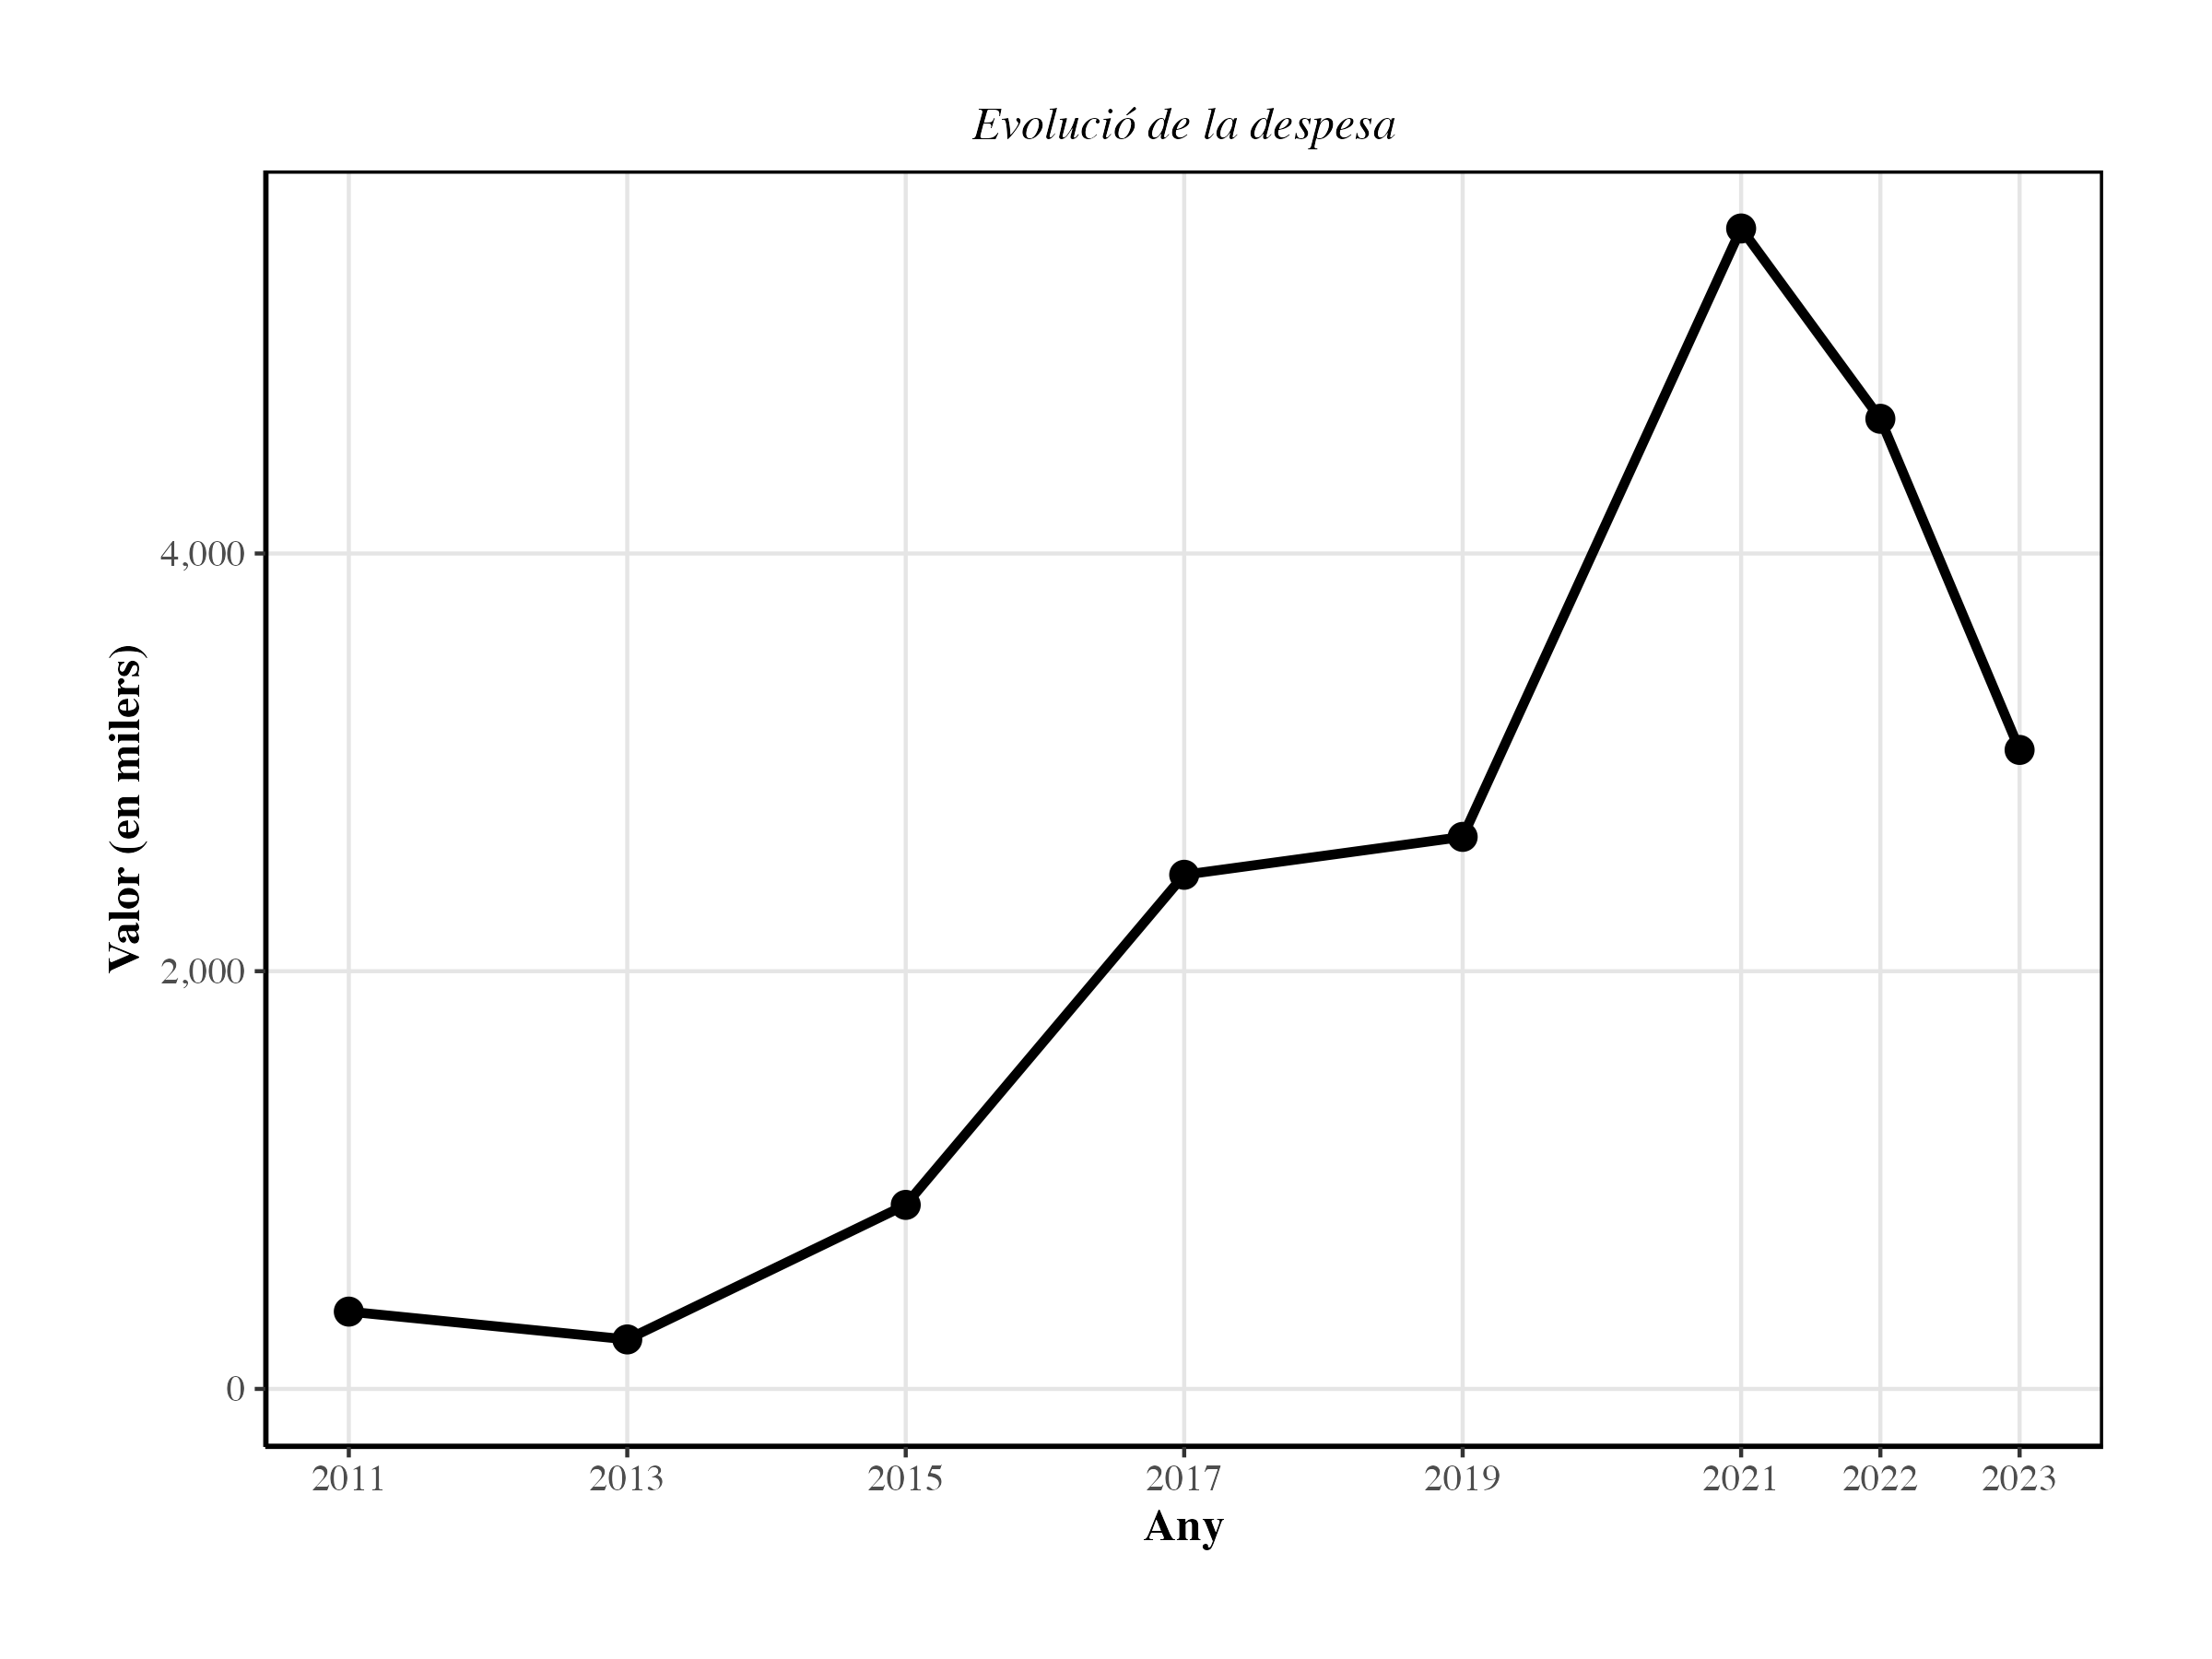 Evolució de la despesa
Valor (en milers)
4,000
2,000
0
2011 2013 2015 2017 2019 2021 2022 2023
Any